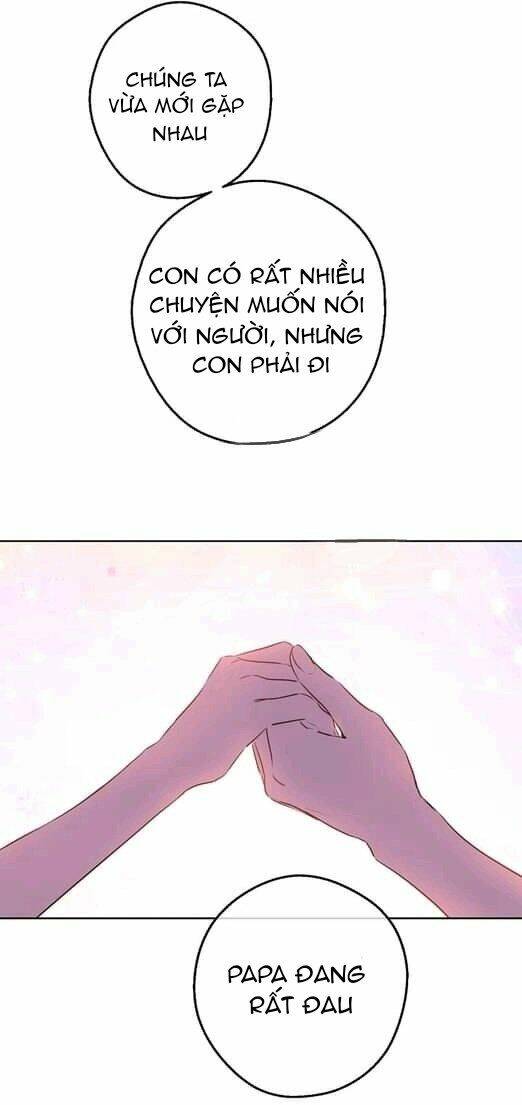 CHÚNG TA
VỪA MỚI GẶP
NHAU
CON CÓ RẤT NHIỀU
CHUYỆN MUỐN NÓI
VỚI NGƯỜI, NHƯNG
CON PHẢI ĐI
PAPA ĐANG
RẤT ĐAU